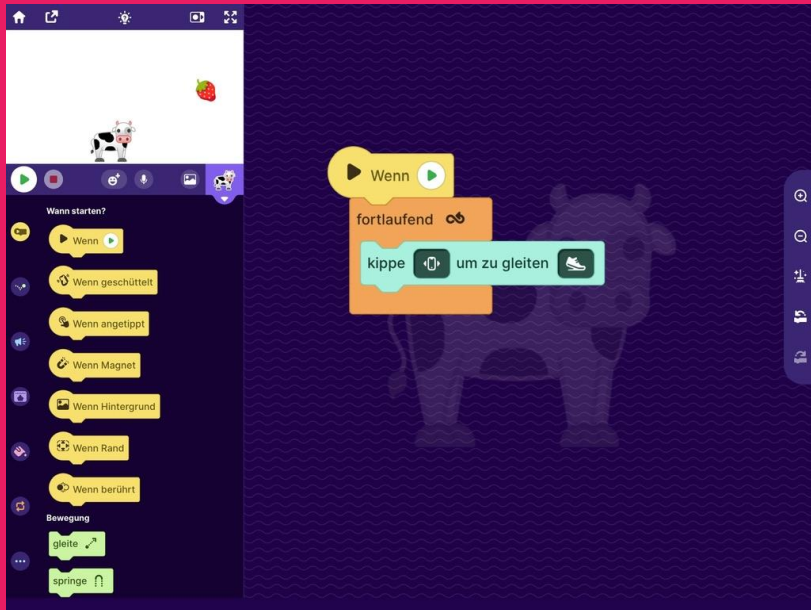 Wann starten?
Wenn
Wenn geschüttelt
Wenn angetippt
Wenn Magnet
Wenn Hintergrund
Wenn Rand
Wenn berührt
Bewegung
gleite
springe
Wenn
fortlaufend
kippe um zu gleiten